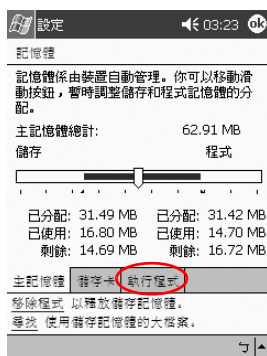 設定 03:23 ok
記憶體
記憶體係由裝置自動管理。你可以移動滑
動按鈕，暫時調整儲存和程式記憶體的分
配。
主記憶體總計: 62.91 MB
儲存 程式
已分配: 31.49 MB 已分配: 31.42 MB
已使用: 16.80 MB 已使用: 14.70 MB
剩餘: 14.69 MB 剩餘: 16.72 MB
主記憶體 儲存卡 執行程式
移除程式 以釋放儲存記憶體。
尋找 使用儲存記憶體的大檔案。
ㄅ